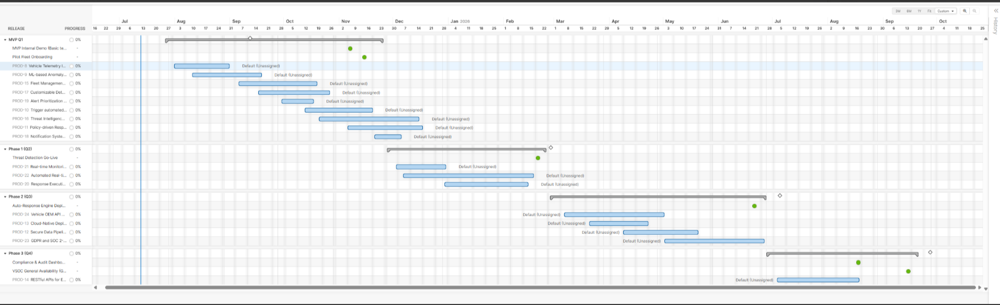 3M 6M 1Y Fit Custom
History
Jul Aug Sep Oct Nov Dec Jan 2026 Feb Mar Apr May Jun Jul Aug Sep Oct
RELEASE PROGRESS 16 22 29 6 13 20 27 3 10 17 24 31 7 14 21 28 5 12 19 26 2 9 16 23 30 7 14 21 28 4 11 18 25 1 8 15 22 1 8 15 22 29 5 12 19 26 3 10 17 24 31 7 14 21 28 5 12 19 26 2 9 16 23 30 6 13 20 27 4 11 18 25
MVP Q1 0%
MVP Internal Demo (Basic te... -
Pilot Fleet Onboarding -
PROD-8 Vehicle Telemetry I... 0% Default (Unassigned)
PROD-9 ML-based Anomaly... 0% Default (Unassigned)
PROD-15 Fleet Managemen... 0% Default (Unassigned)
PROD-17 Customizable Det... 0% Default (Unassigned)
PROD-19 Alert Prioritization ... 0% Default (Unassigned)
PROD-10 Trigger automated... 0% Default (Unassigned)
PROD-16 Threat Intelligenc... 0% Default (Unassigned)
PROD-11 Policy-driven Resp... 0% Default (Unassigned)
PROD-18 Notification Syste... 0% Default (Unassigned)
Phase 1 (Q2) 0%
Threat Detection Go-Live -
PROD-21 Real-time Monitori... 0% Default (Unassigned)
PROD-22 Automated Real-ti... 0% Default (Unassigned)
PROD-20 Response Executi... 0% Default (Unassigned)
Phase 2 (Q3) 0%
Auto-Response Engine Depl... -
PROD-24 Vehicle OEM API ... 0% Default (Unassigned)
PROD-13 Cloud-Native Depl... 0% Default (Unassigned)
PROD-12 Secure Data Pipeli... 0% Default (Unassigned)
PROD-23 GDPR and SOC 2-... 0% Default (Unassigned)
Phase 3 (Q4) 0%
Compliance & Audit Dashbo... -
VSOC General Availability (G... -
PROD-14 RESTful APIs for E... 0% Default (Unassigned)